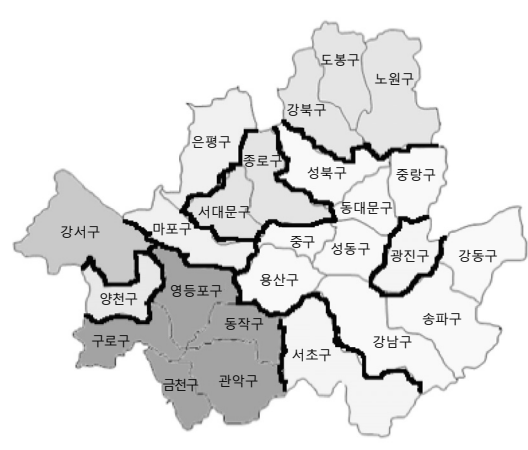 도봉구
노원구
강북구
은평구
종로구
성북구
중랑구
서대문구
동대문구
마포구
강서구
중구
성동구
광진구
강동구
용산구
영등포구
양천구
송파구
동작구
구로구
강남구
서초구
금천구
관악구